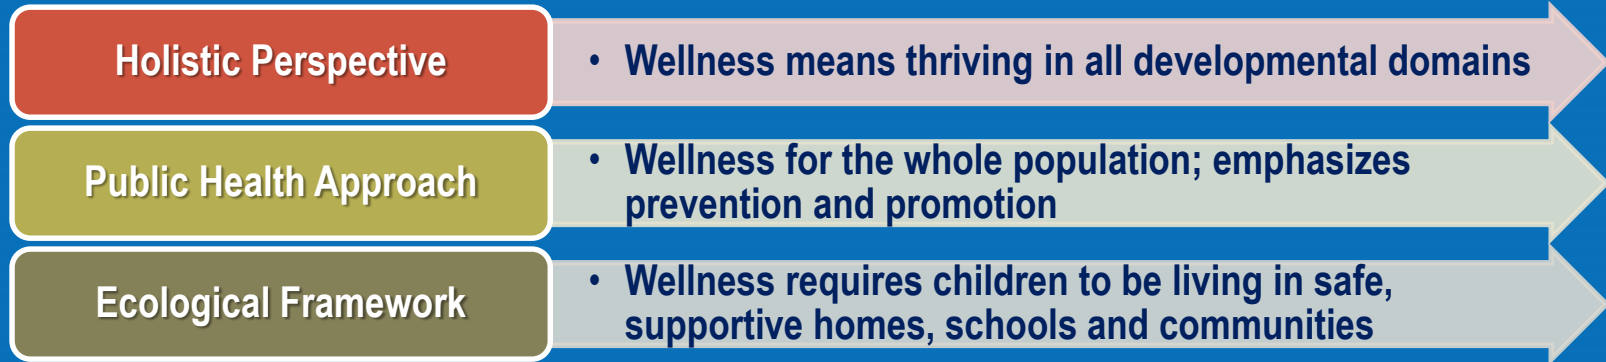 Holistic Perspective
• Wellness means thriving in all developmental domains
Public Health Approach
• Wellness for the whole population; emphasizes
prevention and promotion
Ecological Framework
• Wellness requires children to be living in safe,
supportive homes, schools and communities